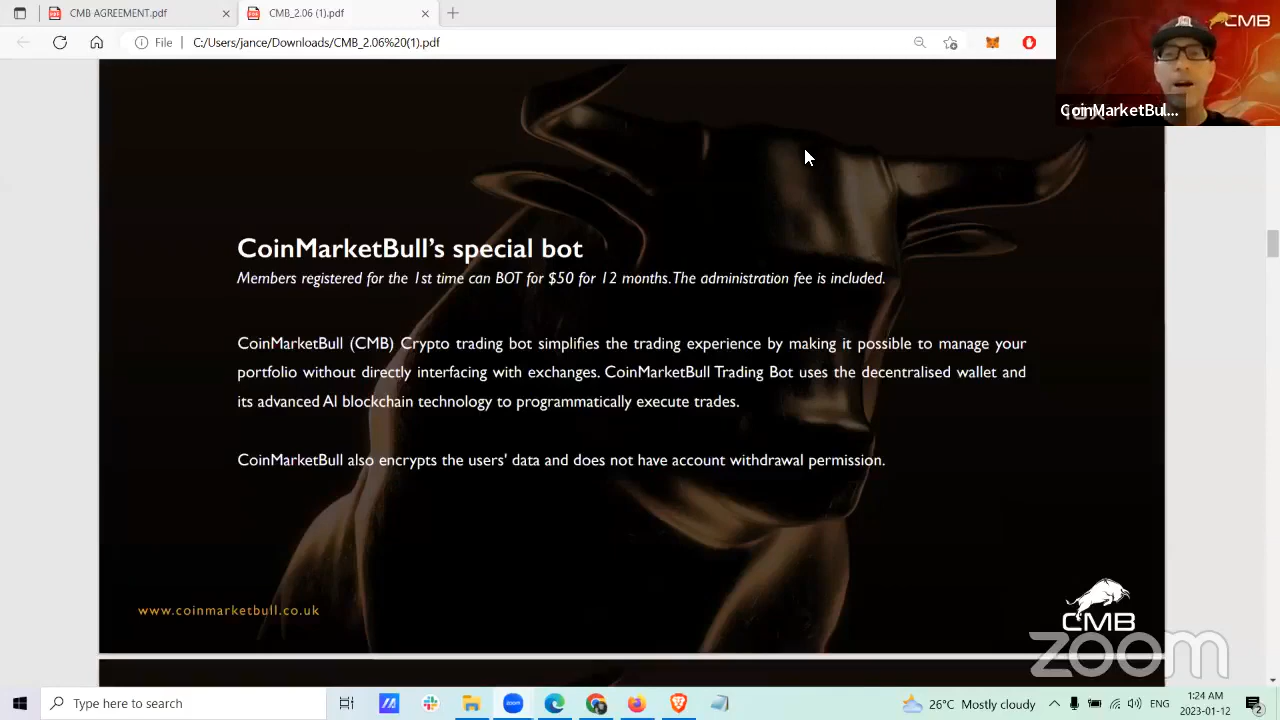 CMB AGREEMENT.pdf
CMB_2.06 (1).pdf
File
C:/Users/jance/Downloads/CMB_2.06%20(1).pdf
CMB
CoinMarketBul...
CoinMarketBull's special bot
Members registered for the 1st time can BOT for $50 for 12 months. The administration fee is included.
CoinMarketBull (CMB) Crypto trading bot simplifies the trading experience by making it possible to manage your
portfolio without directly interfacing with exchanges. CoinMarketBull Trading Bot uses the decentralised wallet and
its advanced AI blockchain technology to programmatically execute trades.
CoinMarketBull also encrypts the users' data and does not have account withdrawal permission.
www.coinmarketbull.co.uk
CMB
zoom
Type here to search
zoom
26°C Mostly cloudy
ENG
1:24 AM
2023-01-12
2